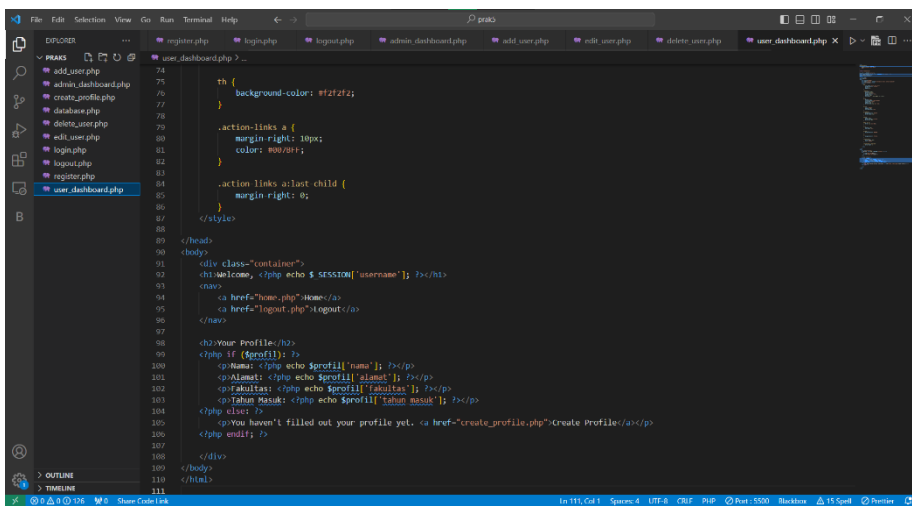 File Edit Selection View Go Run Terminal Help
prak5
EXPLORER
PRAK5
add_user.php
admin_dashboard.php
create_profile.php
database.php
delete_user.php
edit_user.php
login.php
logout.php
register.php
user_dashboard.php
OUTLINE
TIMELINE
register.php login.php logout.php admin_dashboard.php add_user.php edit_user.php delete_user.php user_dashboard.php
user_dashboard.php > ...
74
75 th {
76 background-color: #f2f2f2;
77 }
78
79 .action-links a {
80 margin-right: 10px;
81 color: #007BFF;
82 }
83
84 .action-links a:last-child {
85 margin-right: 0;
86 }
87 </style>
88
89 </head>
90 <body>
91 <div class="container">
92 <h1>Welcome, <?php echo $_SESSION['username']; ?></h1>
93 <nav>
94 <a href="home.php">Home</a>
95 <a href="logout.php">Logout</a>
96 </nav>
97
98 <h2>Your Profile</h2>
99 <?php if ($profil): ?>
100 <p>Nama: <?php echo $profil['nama']; ?></p>
101 <p>Alamat: <?php echo $profil['alamat']; ?></p>
102 <p>Fakultas: <?php echo $profil['fakultas']; ?></p>
103 <p>Tahun Masuk: <?php echo $profil['tahun_masuk']; ?></p>
104 <?php else: ?>
105 <p>You haven't filled out your profile yet. <a href="create_profile.php">Create Profile</a></p>
106 <?php endif; ?>
107
108 </div>
109 </body>
110 </html>
111
0 0 126 0 Share Code Link Ln 111, Col 1 Spaces: 4 UTF-8 CRLF PHP Port : 5500 Blackbox 15 Spell Prettier